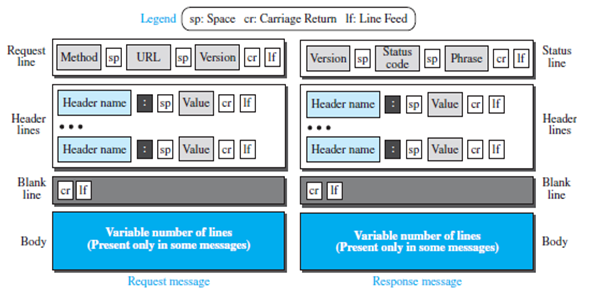 Legend sp: Space cr: Carriage Return lf: Line Feed
Request line
Method sp URL sp Version cr lf
Version sp Status code sp Phrase cr lf
Status line
Header lines
Header name : sp Value cr lf
•••
Header name : sp Value cr lf
Header name : sp Value cr lf
•••
Header name : sp Value cr lf
Header lines
Blank line
cr lf
cr lf
Blank line
Body
Variable number of lines
(Present only in some messages)
Variable number of lines
(Present only in some messages)
Body
Request message
Response message